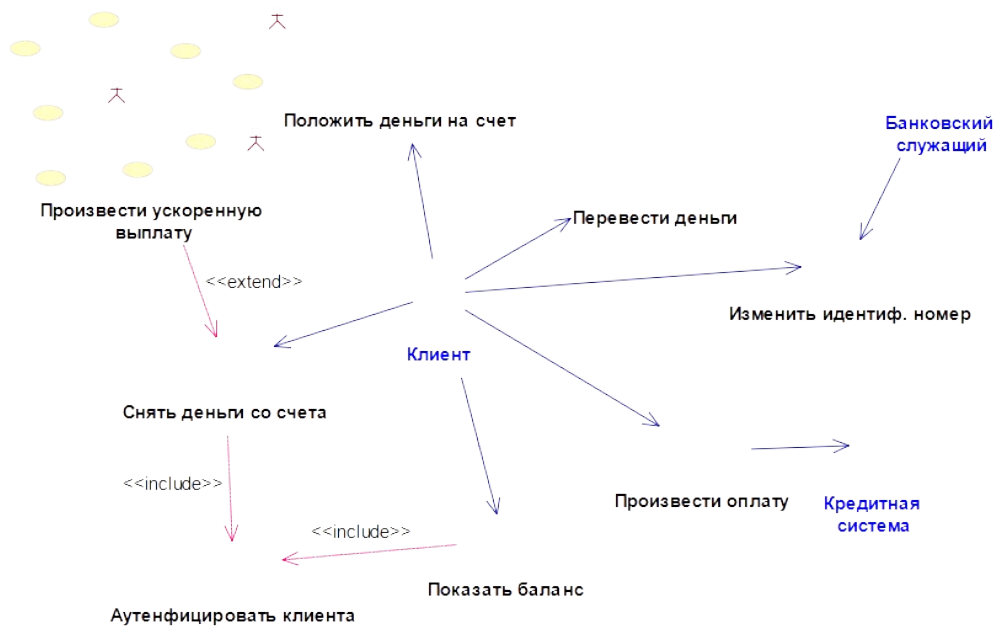 Положить деньги на счет
Банковский
служащий
Произвести ускоренную
выплату
Перевести деньги
<<extend>>
Изменить идентиф. номер
Клиент
Снять деньги со счета
<<include>>
Произвести оплату
Кредитная
система
<<include>>
Показать баланс
Аутенфицировать клиента